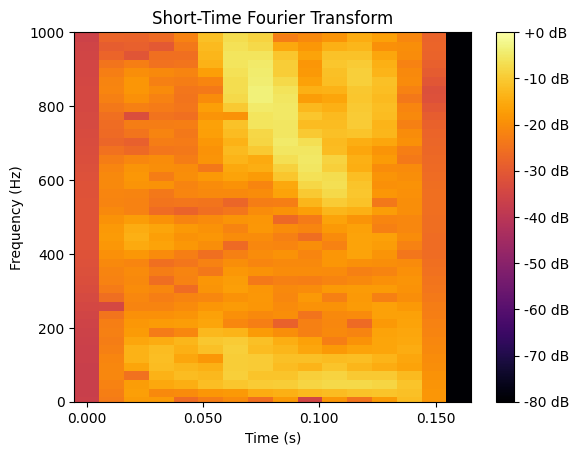 Short-Time Fourier Transform
1000
800
600
400
200
0
Frequency (Hz)
0.000
0.050
0.100
0.150
Time (s)
+0 dB
-10 dB
-20 dB
-30 dB
-40 dB
-50 dB
-60 dB
-70 dB
-80 dB